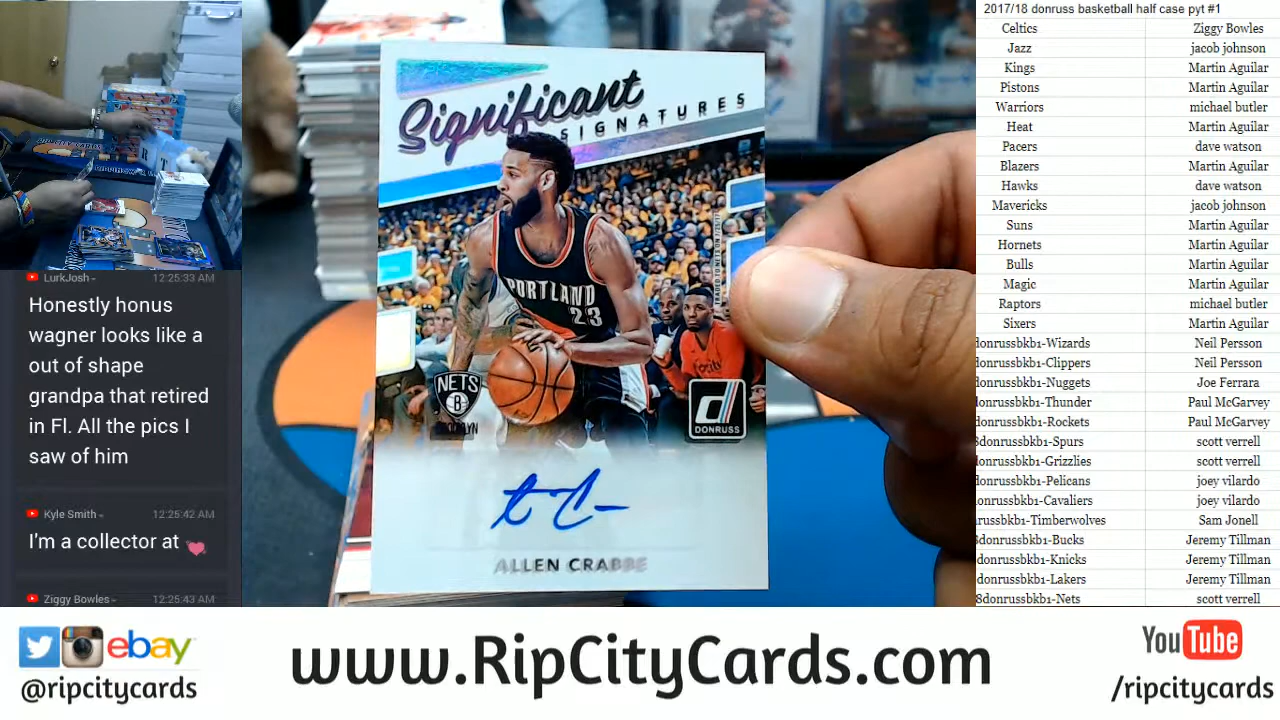 LurkJosh 12:25:33 AM
Honestly honus
wagner looks like a
out of shape
grandpa that retired
in Fl. All the pics I
saw of him
Kyle Smith 12:25:42 AM
I'm a collector at
Ziggy Bowles 12:25:43 AM
Significant
SIGNATURES
PORTLAND
23
NETS
B
DONRUSS
ALLEN CRABBE
2017/18 donruss basketball half case pyt #1
Celtics Ziggy Bowles
Jazz jacob johnson
Kings Martin Aguilar
Pistons Martin Aguilar
Warriors michael butler
Heat Martin Aguilar
Pacers dave watson
Blazers Martin Aguilar
Hawks dave watson
Mavericks jacob johnson
Suns Martin Aguilar
Hornets Martin Aguilar
Bulls Martin Aguilar
Magic Martin Aguilar
Raptors michael butler
Sixers Martin Aguilar
donrussbkb1-Wizards Neil Persson
donrussbkb1-Clippers Neil Persson
donrussbkb1-Nuggets Joe Ferrara
donrussbkb1-Thunder Paul McGarvey
donrussbkb1-Rockets Paul McGarvey
8donrussbkb1-Spurs scott verrell
donrussbkb1-Grizzlies scott verrell
donrussbkb1-Pelicans joey vilardo
donrussbkb1-Cavaliers joey vilardo
russbkb1-Timberwolves Sam Jonell
8donrussbkb1-Bucks Jeremy Tillman
donrussbkb1-Knicks Jeremy Tillman
donrussbkb1-Lakers Jeremy Tillman
8donrussbkb1-Nets scott verrell
ebay
@ripcitycards
www.RipCityCards.com
YouTube
/ripcitycards